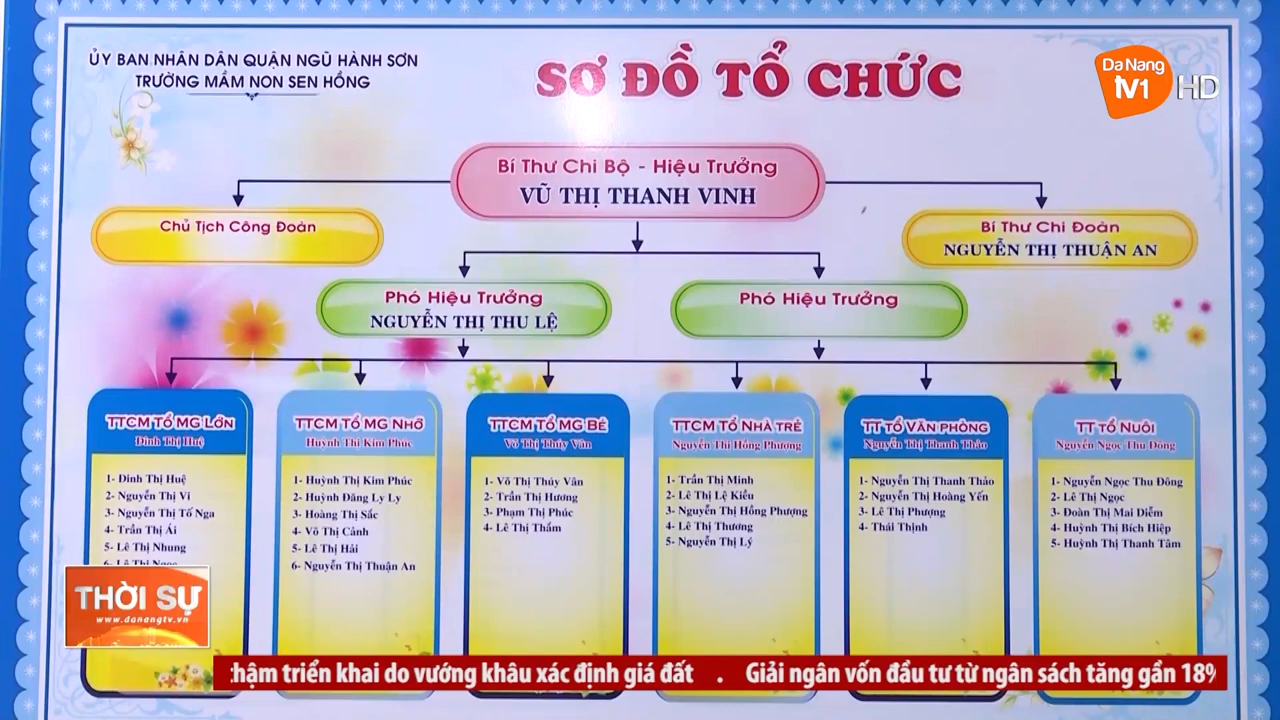 ỦY BAN NHÂN DÂN QUẬN NGŨ HÀNH SƠN
TRƯỜNG MẦM NON SEN HỒNG
SƠ ĐỒ TỔ CHỨC
Da Nang
TV1 HD
Bí Thư Chi Bộ - Hiệu Trưởng
VŨ THỊ THANH VINH
Chủ Tịch Công Đoàn
Bí Thư Chi Đoàn
NGUYỄN THỊ THUẬN AN
Phó Hiệu Trưởng
NGUYỄN THỊ THU LỆ
Phó Hiệu Trưởng
TTCM TỔ MG LỚN
Đinh Thị Huệ
1- Đinh Thị Huệ
2- Nguyễn Thị Vi
3- Nguyễn Thị Tố Nga
4- Trần Thị Ái
5- Lê Thị Nhung
6- Lê Thị Ngọc
TTCM TỔ MG NHỠ
Huỳnh Thị Kim Phúc
1- Huỳnh Thị Kim Phúc
2- Huỳnh Đăng Ly Ly
3- Hoàng Thị Sắc
4- Võ Thị Cảnh
5- Lê Thị Hải
6- Nguyễn Thị Thuận An
TTCM TỔ MG BÉ
Võ Thị Thúy Vân
1- Võ Thị Thúy Vân
2- Trần Thị Hương
3- Phạm Thị Phúc
4- Lê Thị Thắm
TTCM TỔ NHÀ TRẺ
Nguyễn Thị Hồng Phượng
1- Trần Thị Minh
2- Lê Thị Lệ Kiều
3- Nguyễn Thị Hồng Phượng
4- Lê Thị Thương
5- Nguyễn Thị Lý
TT TỔ VĂN PHÒNG
Nguyễn Thị Thanh Thảo
1- Nguyễn Thị Thanh Thảo
2- Nguyễn Thị Hoàng Yến
3- Lê Thị Phượng
4- Thái Thịnh
TT TỔ NUÔI
Nguyễn Ngọc Thu Đông
1- Nguyễn Ngọc Thu Đông
2- Lê Thị Ngọc
3- Đoàn Thị Mai Diễm
4- Huỳnh Thị Bích Hiệp
5- Huỳnh Thị Thanh Tâm
THỜI SỰ
www.danangtv.vn
chậm triển khai do vướng khâu xác định giá đất . Giải ngân vốn đầu tư từ ngân sách tăng gần 18%